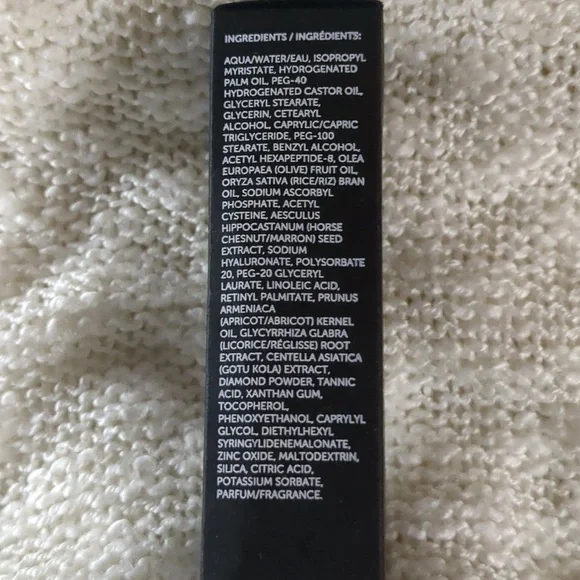 INGREDIENTS / INGRÉDIENTS:
AQUA/WATER/EAU, ISOPROPYL
MYRISTATE, HYDROGENATED
PALM OIL, PEG-40
HYDROGENATED CASTOR OIL,
GLYCERYL STEARATE,
GLYCERIN, CETEARYL
ALCOHOL, CAPRYLIC/CAPRIC
TRIGLYCERIDE, PEG-100
STEARATE, BENZYL ALCOHOL,
ACETYL HEXAPEPTIDE-8, OLEA
EUROPAEA (OLIVE) FRUIT OIL,
ORYZA SATIVA (RICE/RIZ) BRAN
OIL, SODIUM ASCORBYL
PHOSPHATE, ACETYL
CYSTEINE, AESCULUS
HIPPOCASTANUM (HORSE
CHESNUT/MARRON) SEED
EXTRACT, SODIUM
HYALURONATE, POLYSORBATE
20, PEG-20 GLYCERYL
LAURATE, LINOLEIC ACID,
RETINYL PALMITATE, PRUNUS
ARMENIACA
(APRICOT/ABRICOT) KERNEL
OIL, GLYCYRRHIZA GLABRA
(LICORICE/RÉGLISSE) ROOT
EXTRACT, CENTELLA ASIATICA
(GOTU KOLA) EXTRACT,
DIAMOND POWDER, TANNIC
ACID, XANTHAN GUM,
TOCOPHEROL,
PHENOXYETHANOL, CAPRYLYL
GLYCOL, DIETHYLHEXYL
SYRINGYLIDENEMALONATE,
ZINC OXIDE, MALTODEXTRIN,
SILICA, CITRIC ACID,
POTASSIUM SORBATE,
PARFUM/FRAGRANCE.